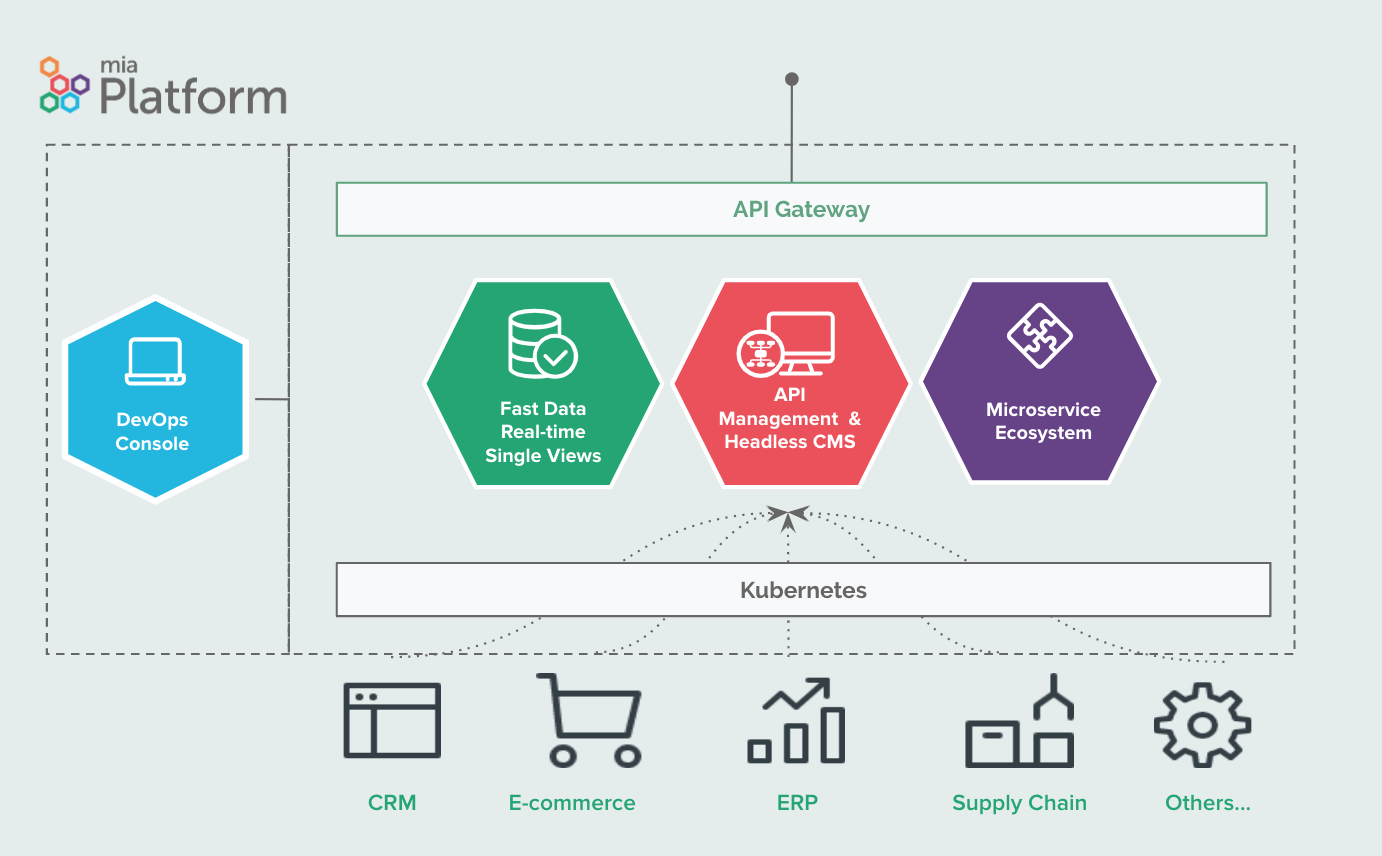 mia
Platform
API Gateway
DevOps
Console
Fast Data
Real-time
Single Views
API
Management &
Headless CMS
Microservice
Ecosystem
Kubernetes
CRM
E-commerce
ERP
Supply Chain
Others...